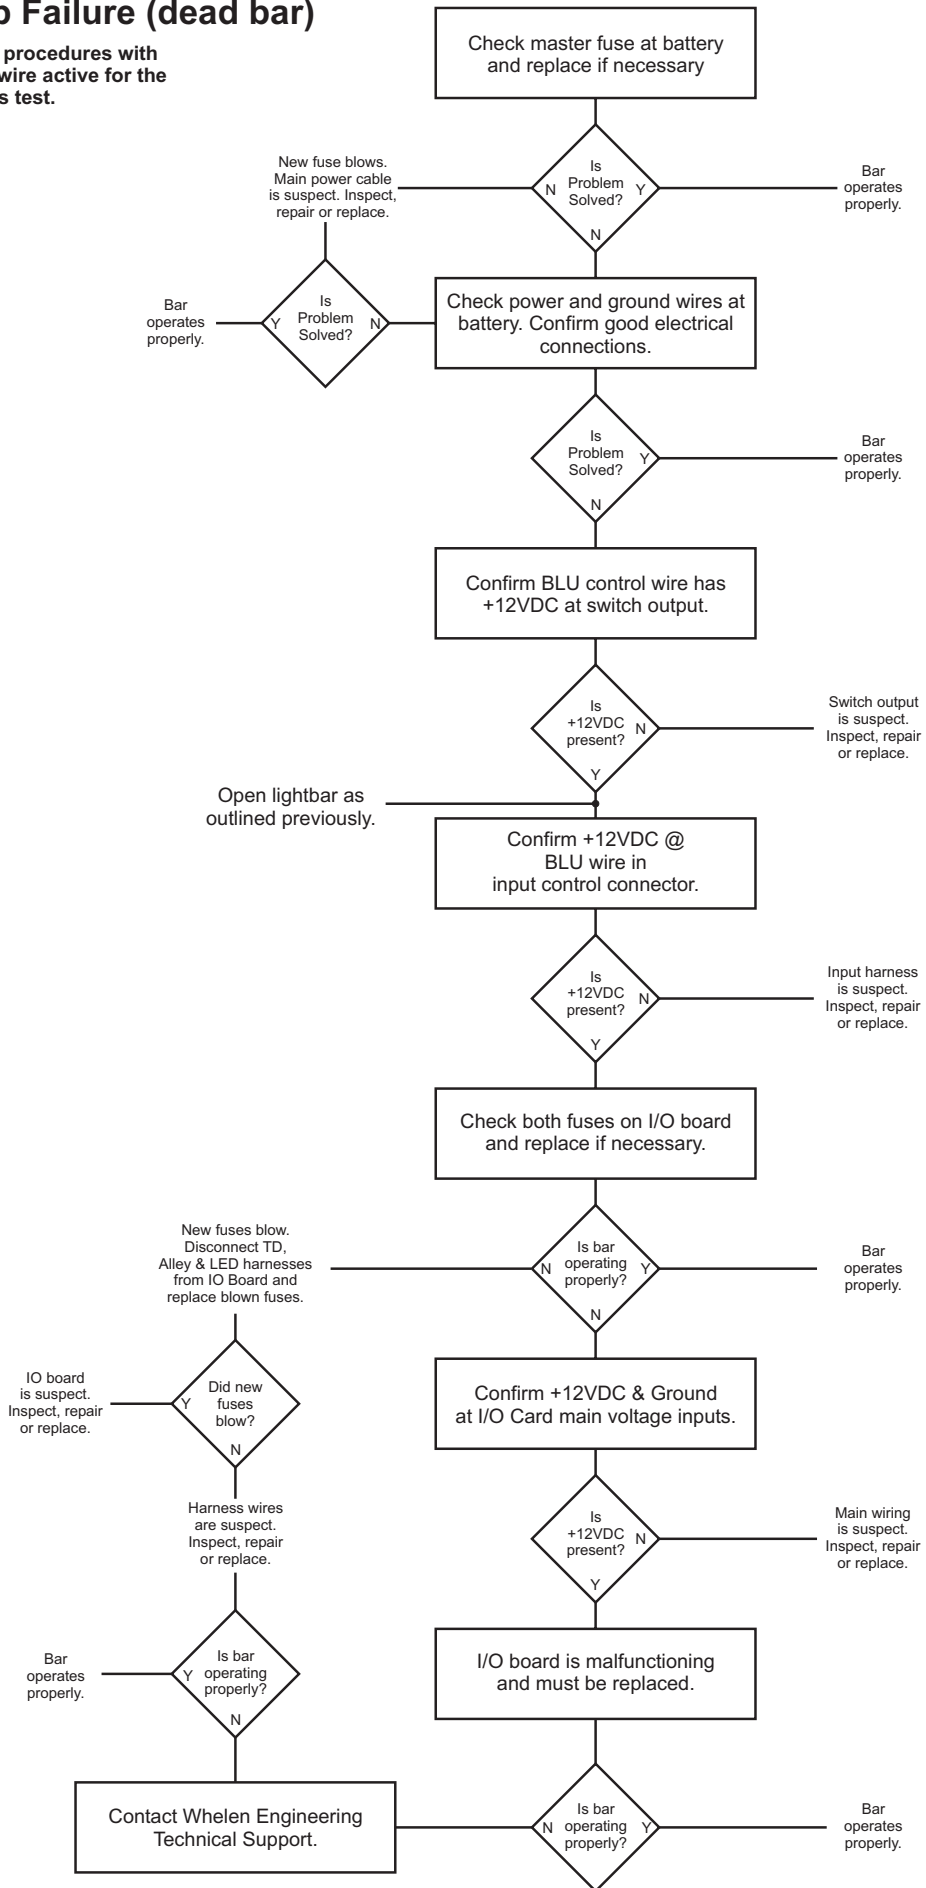 Failure (dead bar)
procedures with
wire active for the
test.
Check master fuse at battery
and replace if necessary
Is
Problem
Solved?
N
Y
N
New fuse blows.
Main power cable
is suspect. Inspect,
repair or replace.
Bar
operates
properly.
Is
Problem
Solved?
Y
N
Bar
operates
properly.
Check power and ground wires at
battery. Confirm good electrical
connections.
Is
Problem
Solved?
Y
N
Bar
operates
properly.
Confirm BLU control wire has
+12VDC at switch output.
Is
+12VDC
present?
N
Y
Switch output
is suspect.
Inspect, repair
or replace.
Open lightbar as
outlined previously.
Confirm +12VDC @
BLU wire in
input control connector.
Is
+12VDC
present?
N
Y
Input harness
is suspect.
Inspect, repair
or replace.
Check both fuses on I/O board
and replace if necessary.
Is bar
operating
properly?
N
Y
N
Bar
operates
properly.
New fuses blow.
Disconnect TD,
Alley & LED harnesses
from IO Board and
replace blown fuses.
Did new
fuses
blow?
Y
N
IO board
is suspect.
Inspect, repair
or replace.
Confirm +12VDC & Ground
at I/O Card main voltage inputs.
Harness wires
are suspect.
Inspect, repair
or replace.
Is
+12VDC
present?
N
Y
Main wiring
is suspect.
Inspect, repair
or replace.
Is bar
operating
properly?
Y
N
Bar
operates
properly.
I/O board is malfunctioning
and must be replaced.
Contact Whelen Engineering
Technical Support.
Is bar
operating
properly?
N
Y
Bar
operates
properly.